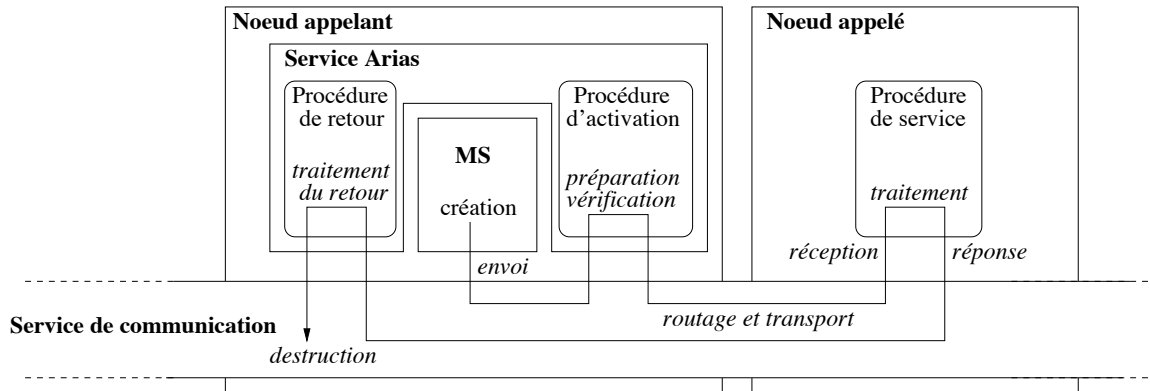 Noeud appelant
Noeud appelé
Service Arias
Procédure
de retour
Procédure
d'activation
Procédure
de service
MS
traitement
du retour
création
préparation
vérification
traitement
envoi
réception
réponse
Service de communication
routage et transport
destruction